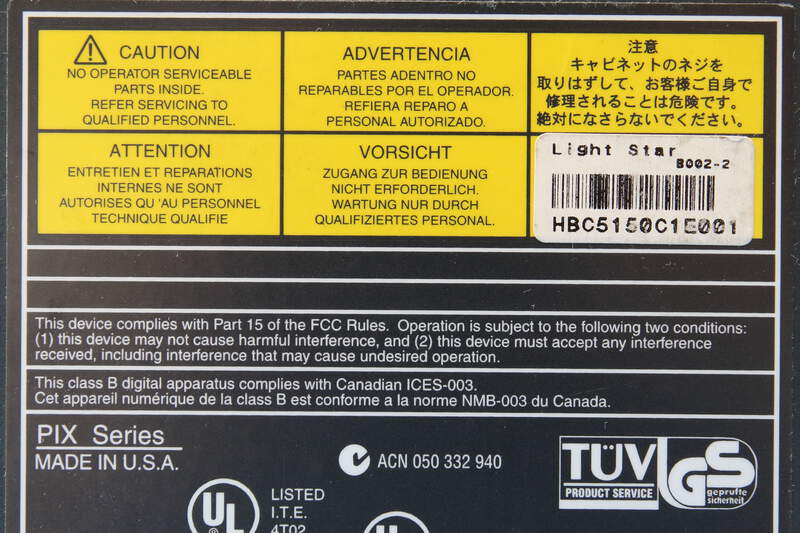 CAUTION
NO OPERATOR SERVICEABLE
PARTS INSIDE.
REFER SERVICING TO
QUALIFIED PERSONNEL.
ADVERTENCIA
PARTES ADENTRO NO
REPARABLES POR EL OPERADOR.
REFIERA REPARO A
PERSONAL AUTORIZADO.
注意
キャビネットのネジを
取りはずして、お客様ご自身で
修理されることは危険です。
絶対になさらないでください。
ATTENTION
ENTRETIEN ET REPARATIONS
INTERNES NE SONT
AUTORISES QU 'AU PERSONNEL
TECHNIQUE QUALIFIE
VORSICHT
ZUGANG ZUR BEDIENUNG
NICHT ERFORDERLICH.
WARTUNG NUR DURCH
QUALIFIZIERTES PERSONAL.
Light Star
B002-2
HBC5150C1E001
This device complies with Part 15 of the FCC Rules. Operation is subject to the following two conditions:
(1) this device may not cause harmful interference, and (2) this device must accept any interference
received, including interference that may cause undesired operation.
This class B digital apparatus complies with Canadian ICES-003.
Cet appareil numérique de la class B est conforme a la norme NMB-003 du Canada.
PIX Series
MADE IN U.S.A.
ACN 050 332 940
TÜV
PRODUCT SERVICE
GS
geprüfte
sicherheit
UL
®
LISTED
I.T.E.
4T02
UL